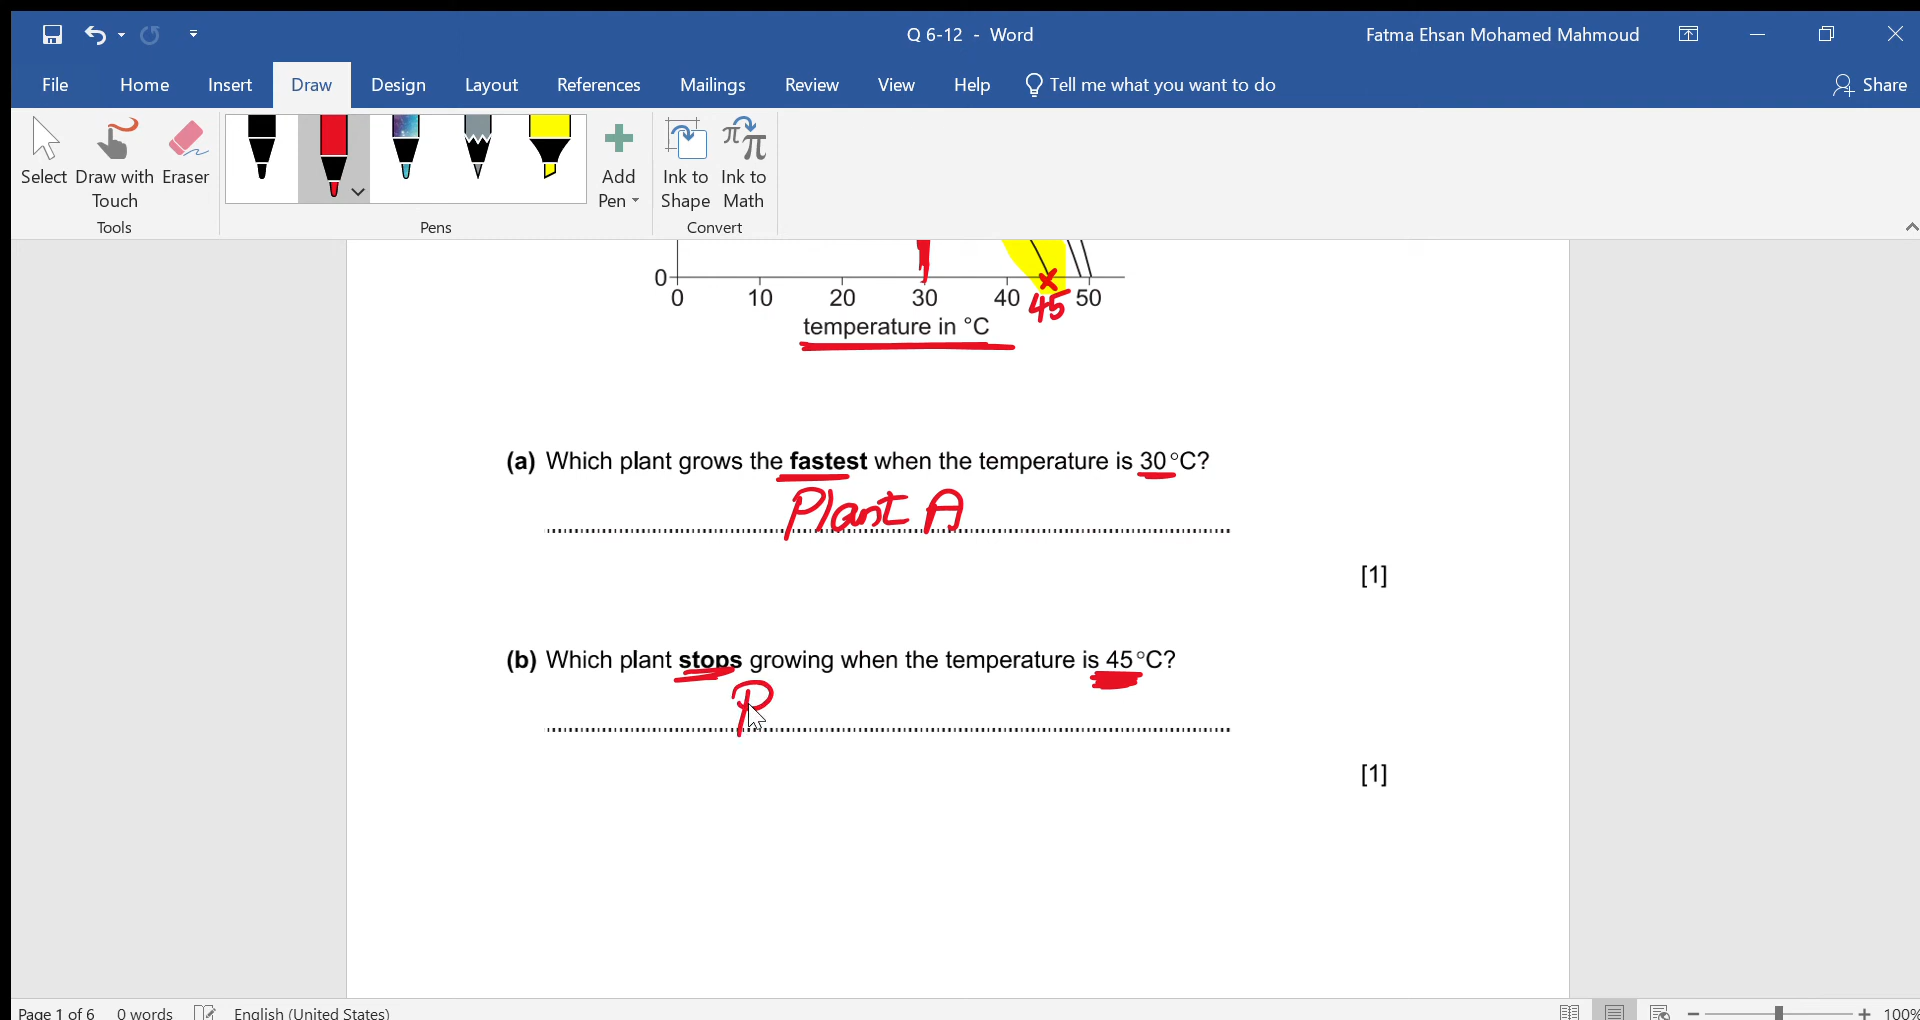 Q 6-12 - Word
Fatma Ehsan Mohamed Mahmoud
File Home Insert Draw Design Layout References Mailings Review View Help Tell me what you want to do Share
Select
Draw with Touch
Eraser
Add Pen
Ink to Shape
Ink to Math
Tools
Pens
Convert
0
0 10 20 30 40 45 50
temperature in °C
(a) Which plant grows the fastest when the temperature is 30°C?
Plant A
[1]
(b) Which plant stops growing when the temperature is 45°C?
P
[1]
Page 1 of 6 0 words English (United States) 100%